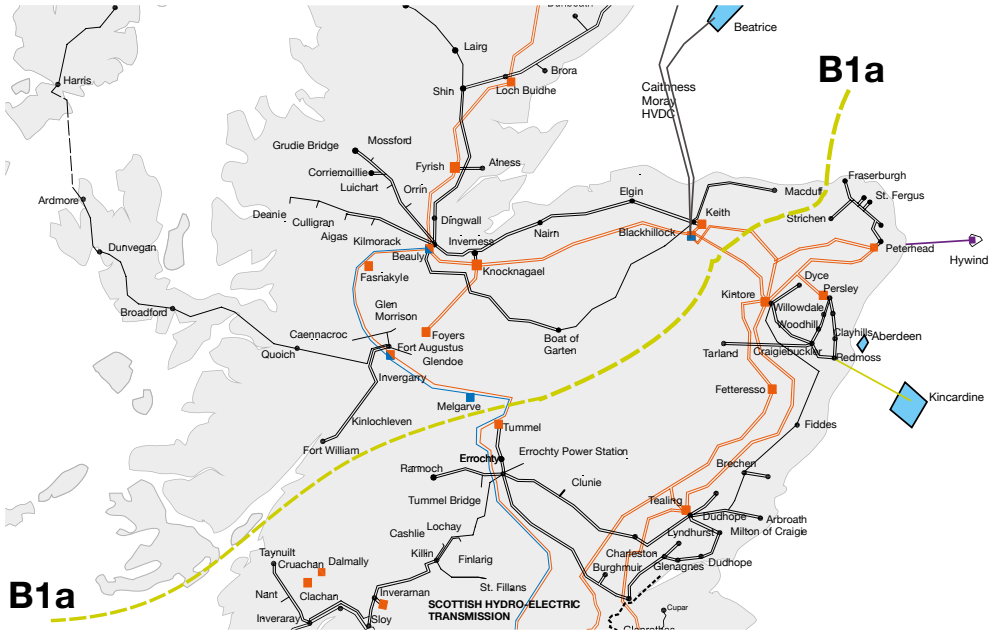 Dunbeath
Beatrice
B1a
Lairg
Brora
Harris
Shin
Loch Buidhe
Caithness
Moray
HVDC
Mossford
Grudie Bridge
Fyrish
Alness
Corriemoillie
Luichart
Orrin
Fraserburgh
Elgin
Macduff
St. Fergus
Ardmore
Deanie
Culligran
Dingwall
Keith
Strichen
Aigas
Nairn
Blackhillock
Kilmorack
Inverness
Dunvegan
Beauly
Peterhead
Hywind
Knocknagael
Fasnakyle
Dyce
Persley
Kintore
Glen
Morrison
Willowdale
Broadford
Woodhill
Clayhills
Aberdeen
Caennacroc
Foyers
Boat of
Garten
Fort Augustus
Quoich
Glendoe
Tarland
Craigiebuckler
Redmoss
Invergarry
Fetteresso
Kincardine
Melgarve
Kinlochleven
Tummel
Fiddes
Fort William
Errochty
Errochty Power Station
Rannoch
Brechen
Clunie
Tummel Bridge
Tealing
Dudhope
Arbroath
Lochay
Milton of Craigie
Cashlie
Lyndhurst
Taynuilt
Killin
Finlarig
Charleston
Cruachan
Dalmally
Glenagnes
Dudhope
Burghmuir
B1a
Nant
Clachan
Inverarnan
St. Fillans
SCOTTISH HYDRO-ELECTRIC
TRANSMISSION
Cupar
Inveraray
Sloy
Glenrothes